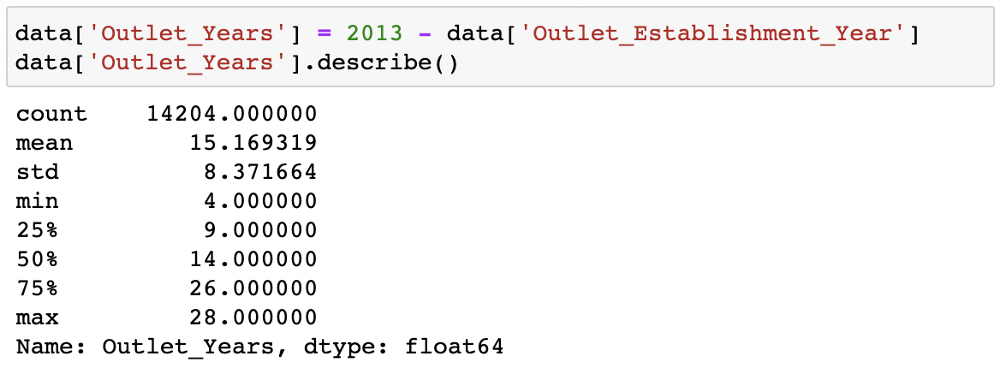 data['Outlet_Years'] = 2013 - data['Outlet_Establishment_Year']
data['Outlet_Years'].describe()
count    14204.000000
mean        15.169319
std          8.371664
min          4.000000
25%          9.000000
50%         14.000000
75%         26.000000
max         28.000000
Name: Outlet_Years, dtype: float64